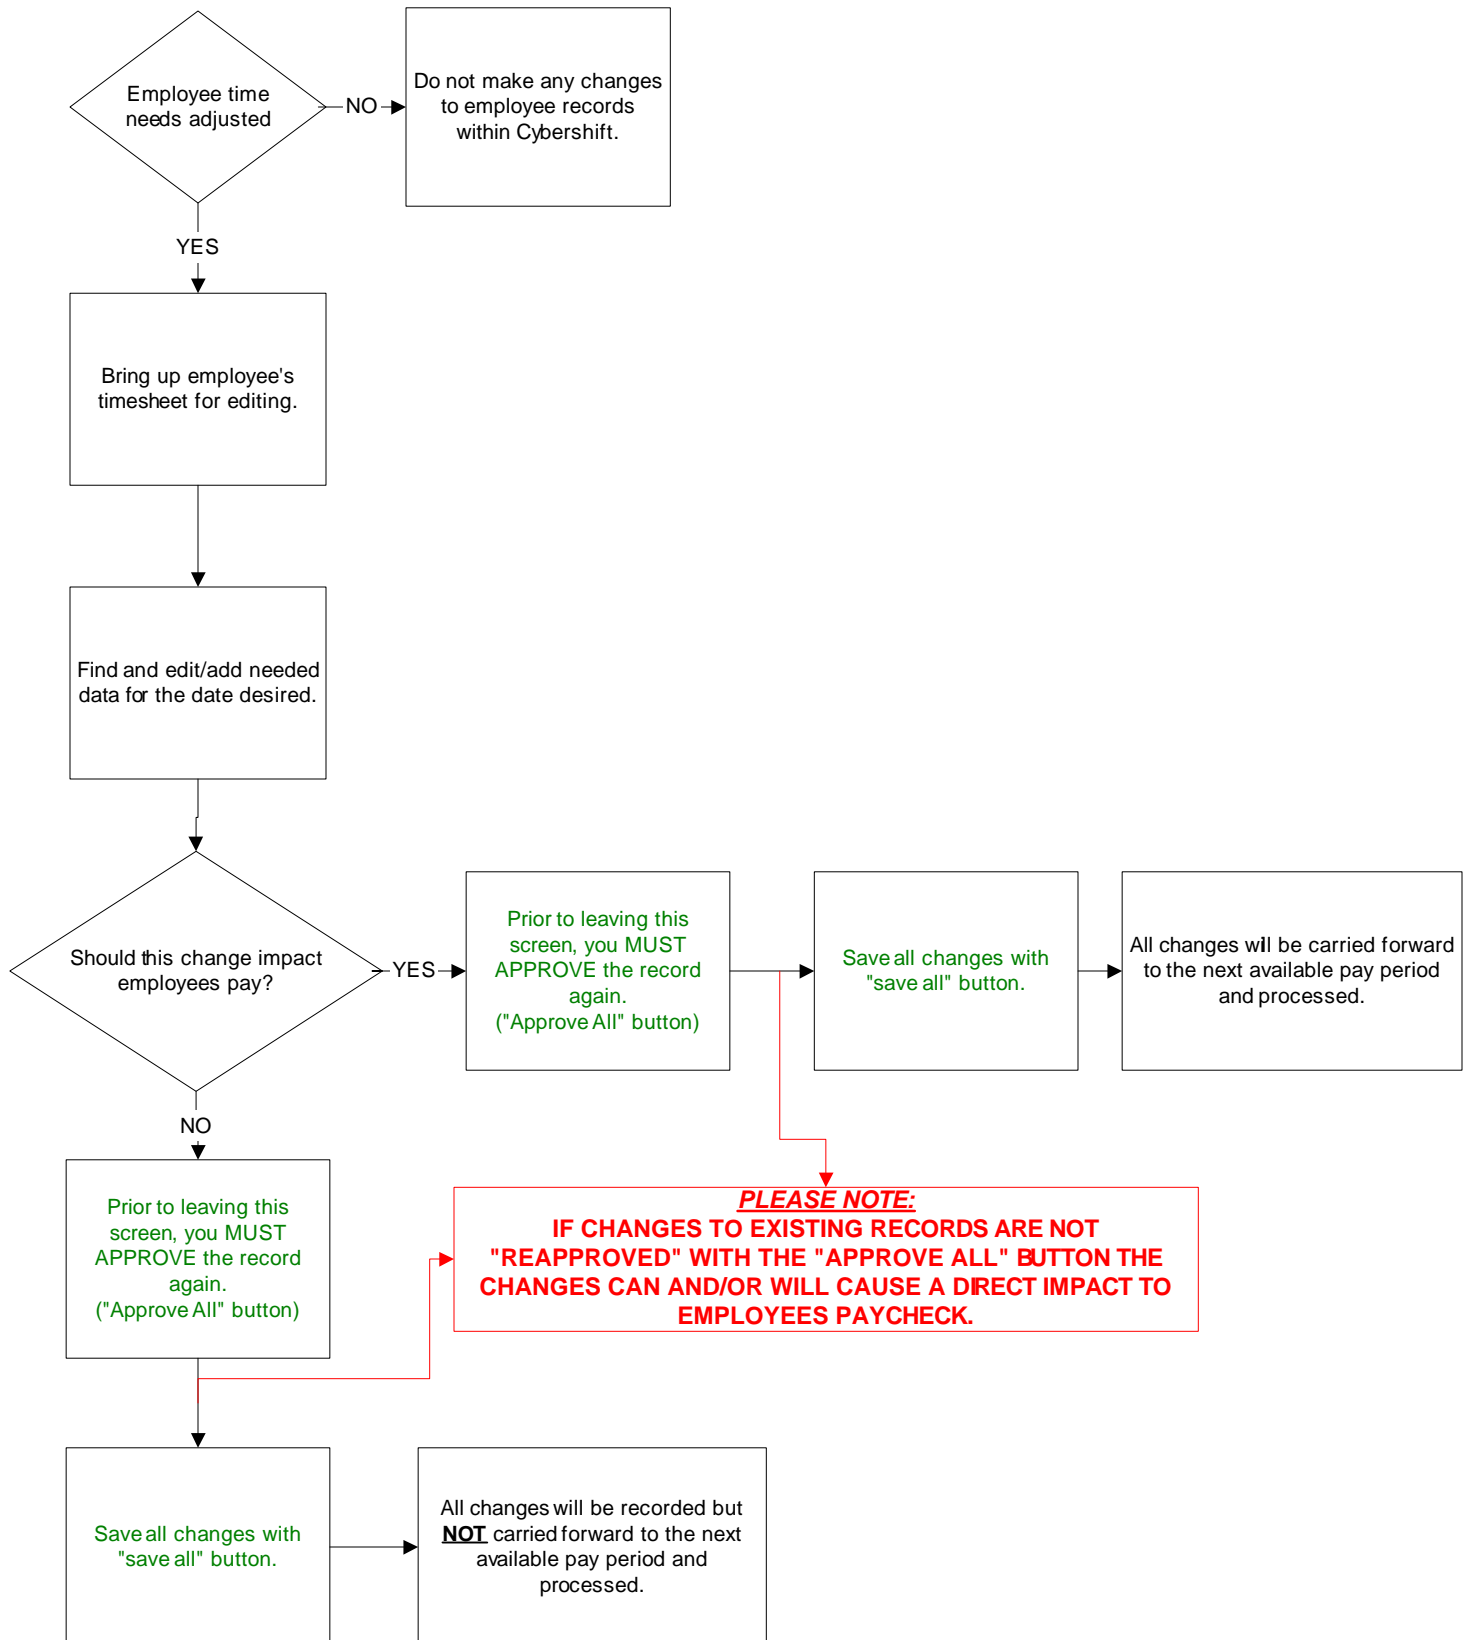 Employee time
needs adjusted
NO
Do not make any changes
to employee records
within Cybershift.
YES
Bring up employee's
timesheet for editing.
Find and edit/add needed
data for the date desired.
Should this change impact
employees pay?
YES
Prior to leaving this
screen, you MUST
APPROVE the record
again.
("Approve All" button)
Save all changes with
"save all" button.
All changes will be carried forward
to the next available pay period
and processed.
NO
Prior to leaving this
screen, you MUST
APPROVE the record
again.
("Approve All" button)
PLEASE NOTE:
IF CHANGES TO EXISTING RECORDS ARE NOT
"REAPPROVED" WITH THE "APPROVE ALL" BUTTON THE
CHANGES CAN AND/OR WILL CAUSE A DIRECT IMPACT TO
EMPLOYEES PAYCHECK.
Save all changes with
"save all" button.
All changes will be recorded but
NOT carried forward to the next
available pay period and
processed.